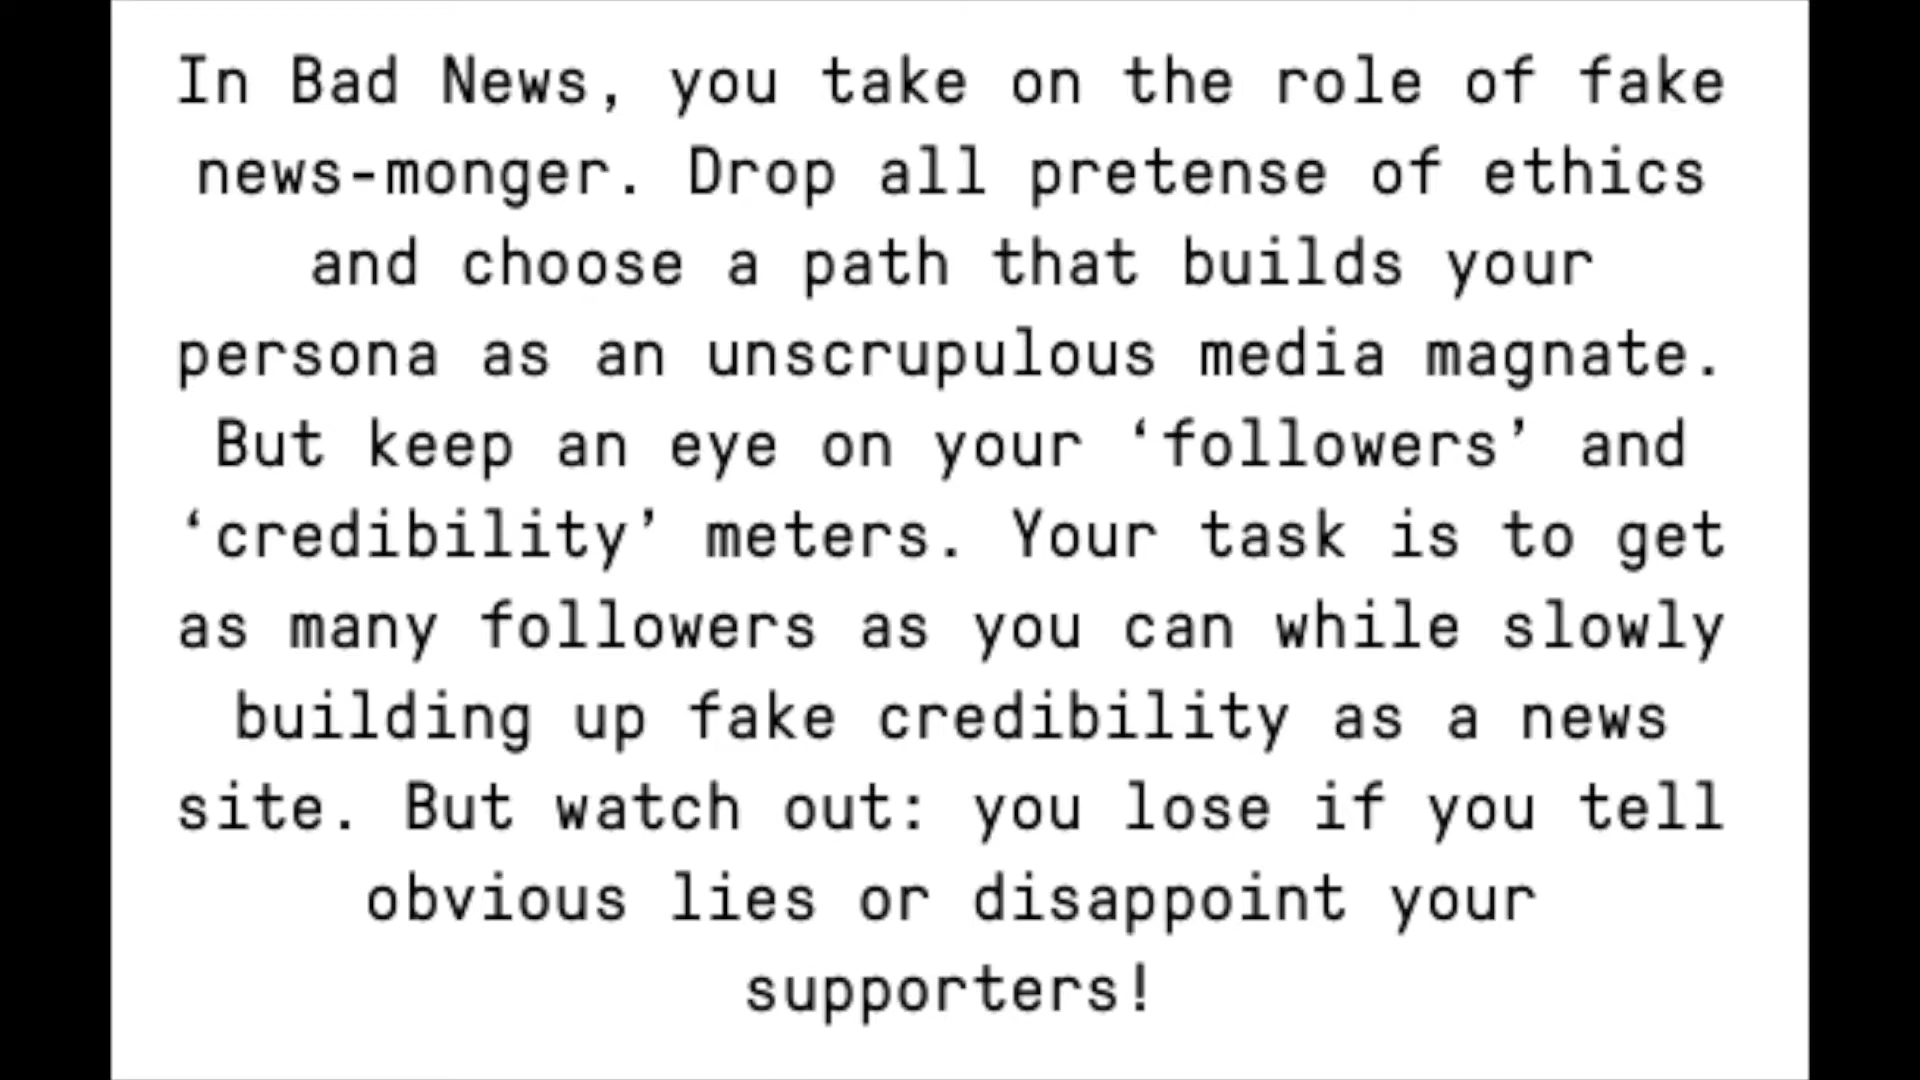 In Bad News, you take on the role of fake
news-monger. Drop all pretense of ethics
and choose a path that builds your
persona as an unscrupulous media magnate.
But keep an eye on your ‘followers’ and
‘credibility’ meters. Your task is to get
as many followers as you can while slowly
building up fake credibility as a news
site. But watch out: you lose if you tell
obvious lies or disappoint your
supporters!